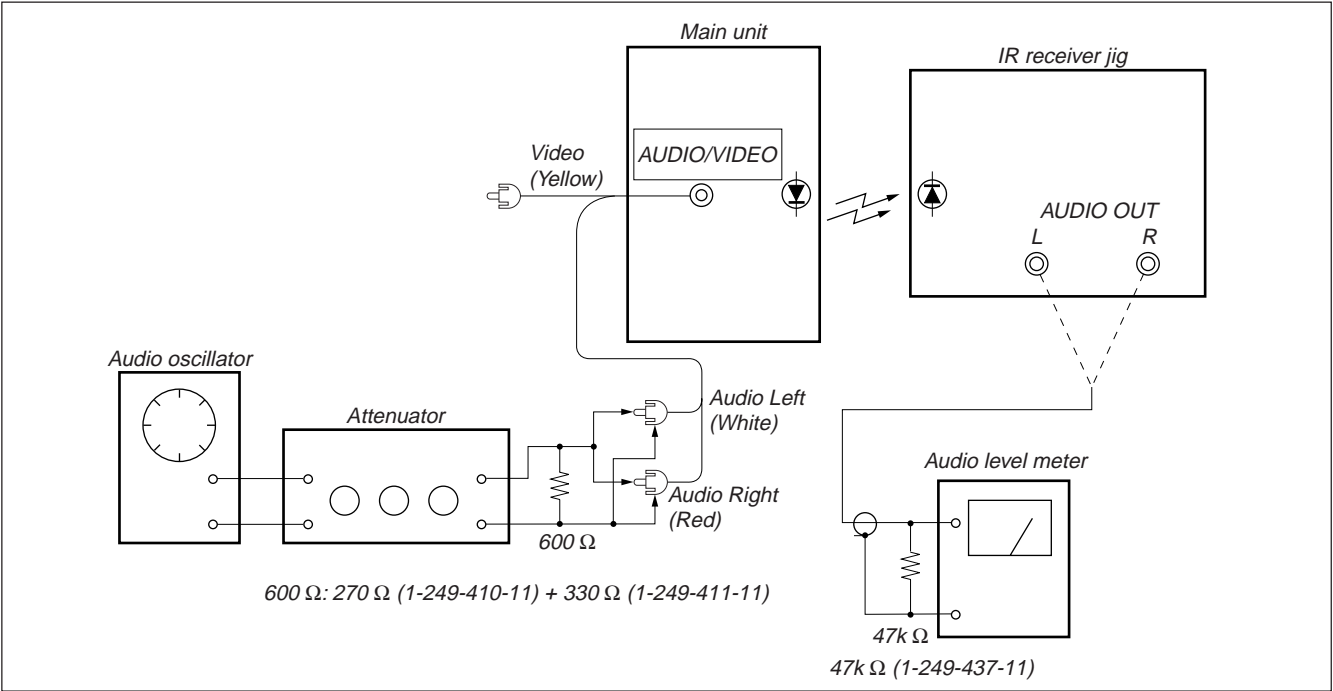 Main unit
IR receiver jig
Video
(Yellow)
AUDIO/VIDEO
AUDIO OUT
L R
Audio oscillator
Attenuator
Audio Left
(White)
Audio Right
(Red)
600 Ω
600 Ω: 270 Ω (1-249-410-11) + 330 Ω (1-249-411-11)
Audio level meter
47k Ω
47k Ω (1-249-437-11)